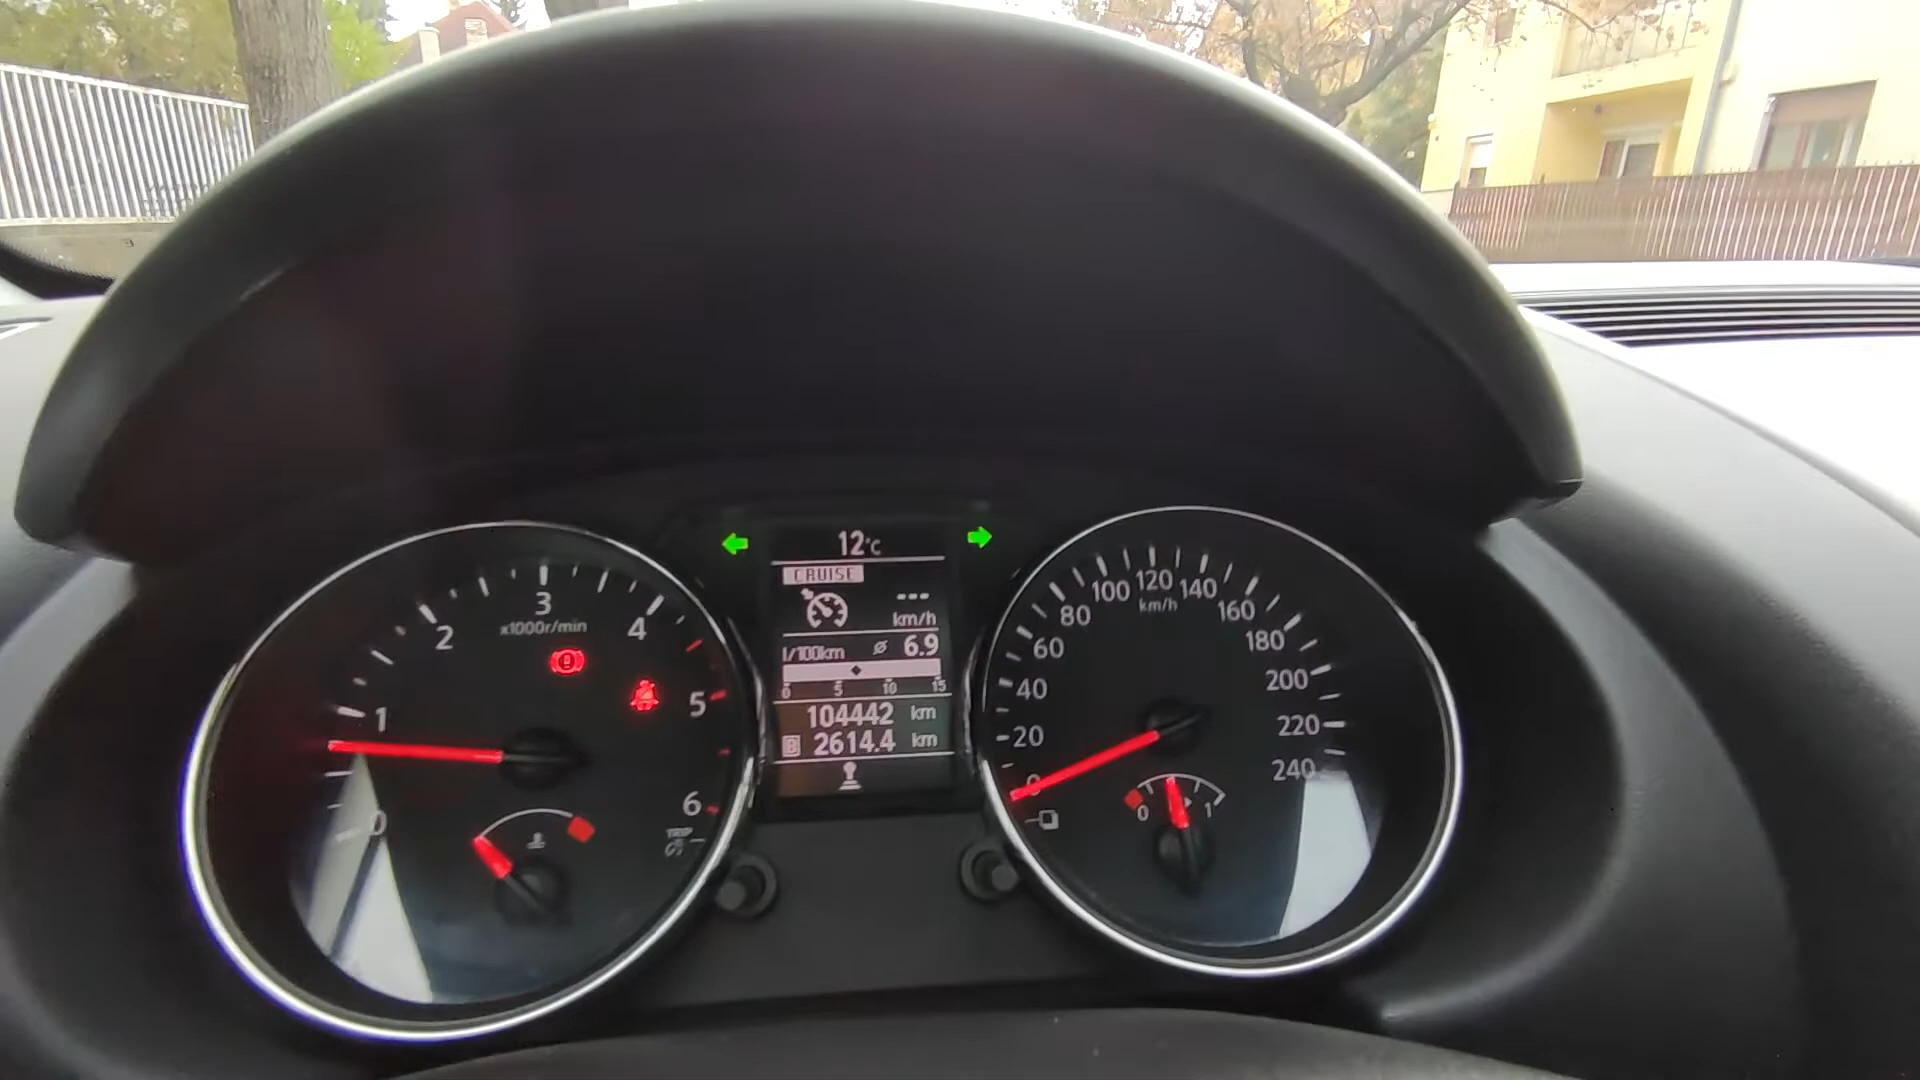 12°C
CRUISE
--- km/h
l/100km ø 6.9
0 5 10 15
104442 km
B 2614.4 km
0 1 2 3 4 5 6
x1000r/min
TRIP
0 20 40 60 80 100 120 140 160 180 200 220 240
km/h
0 1